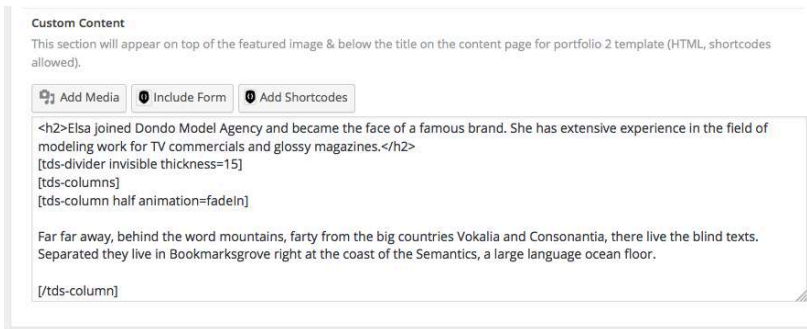 Custom Content
This section will appear on top of the featured image & below the title on the content page for portfolio 2 template (HTML, shortcodes
allowed).
Add Media Include Form Add Shortcodes
<h2>Elsa joined Dondo Model Agency and became the face of a famous brand. She has extensive experience in the field of
modeling work for TV commercials and glossy magazines.</h2>
[tds-divider invisible thickness=15]
[tds-columns]
[tds-column half animation=fadeIn]
Far far away, behind the word mountains, farty from the big countries Vokalia and Consonantia, there live the blind texts.
Separated they live in Bookmarksgrove right at the coast of the Semantics, a large language ocean floor.
[/tds-column]